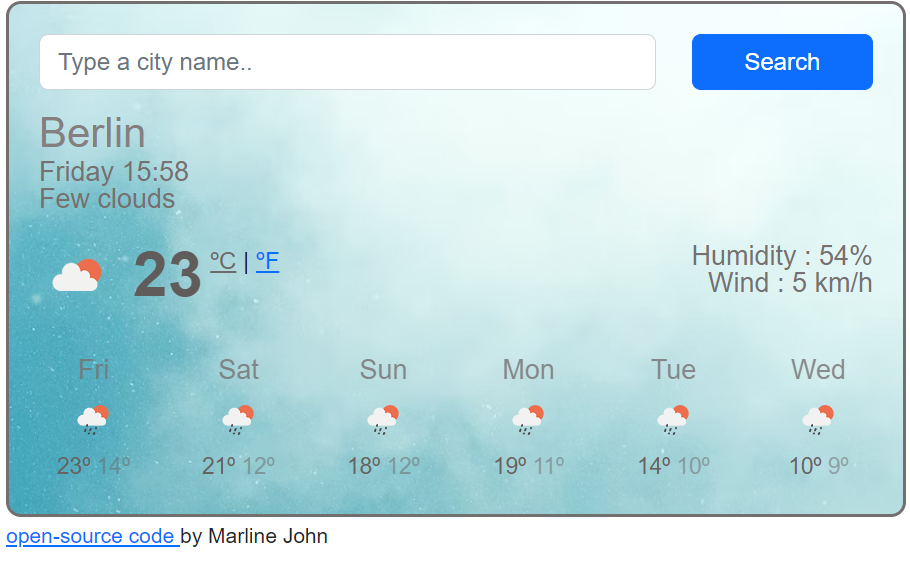 Type a city name..
Search
Berlin
Friday 15:58
Few clouds
23 ºC | ºF
Humidity : 54%
Wind : 5 km/h
Fri Sat Sun Mon Tue Wed
23º 14º 21º 12º 18º 12º 19º 11º 14º 10º 10º 9º
open-source code by Marline John